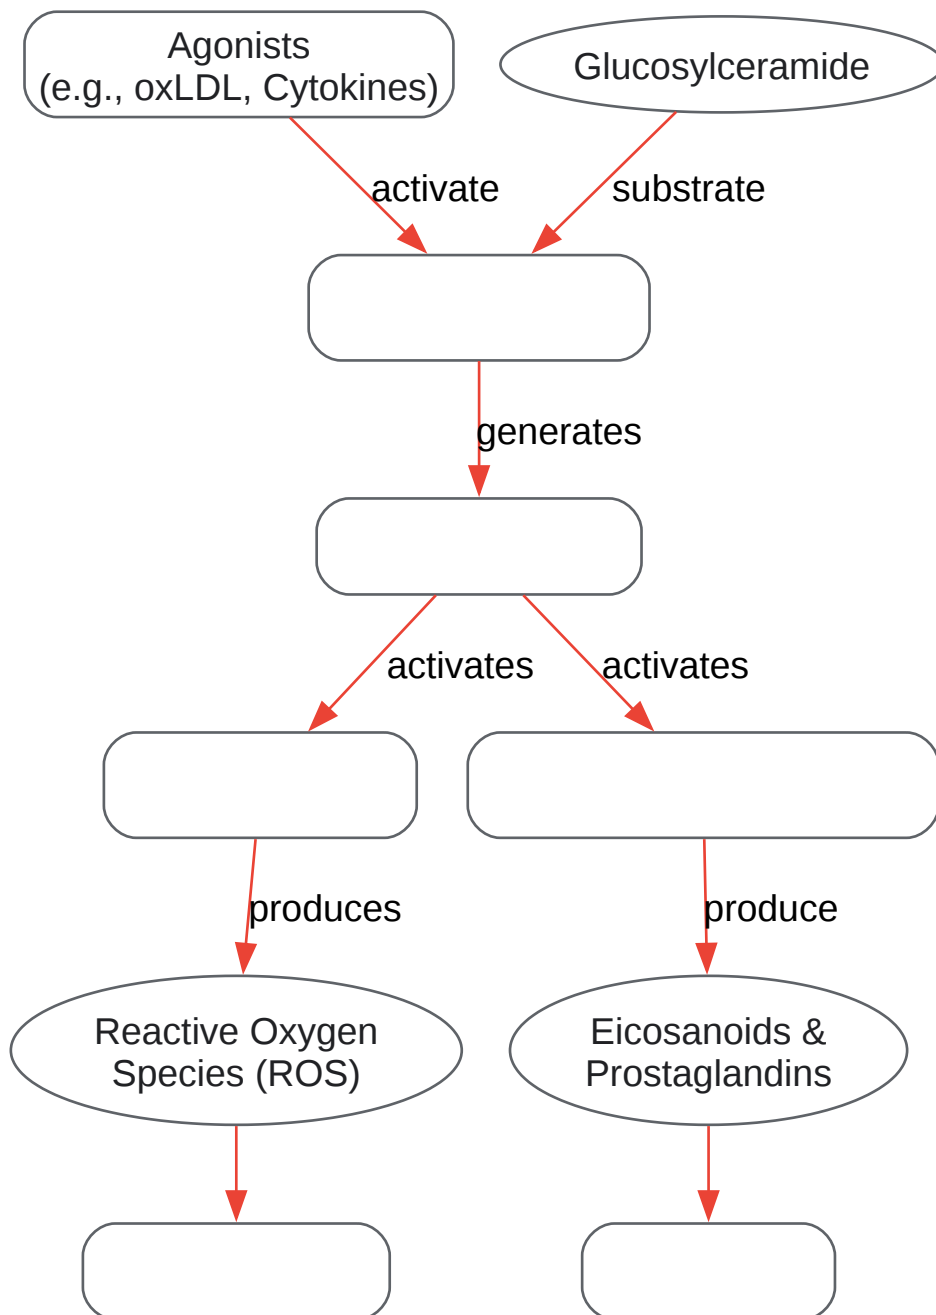 Agonists
(e.g., oxLDL, Cytokines)
Glucosylceramide
activate
substrate
generates
activates
activates
produces
produce
Reactive Oxygen
Species (ROS)
Eicosanoids &
Prostaglandins